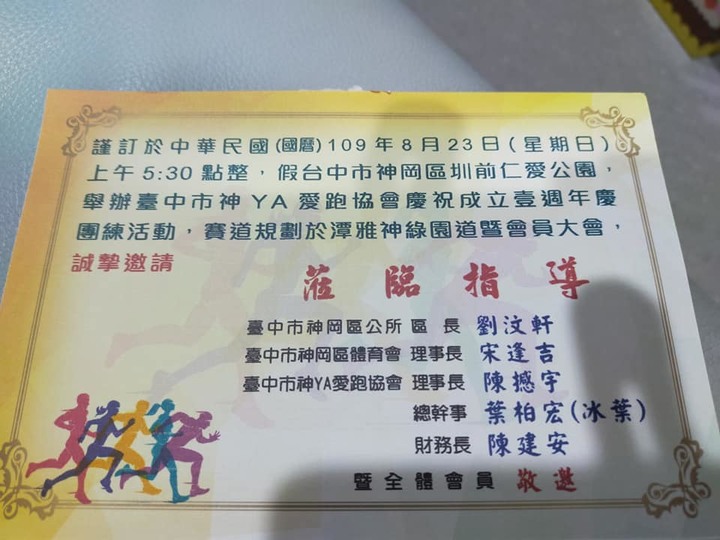 謹訂於中華民國(國曆)109年8月23日(星期日)
上午5:30點整，假台中市神岡區圳前仁愛公園，
舉辦臺中市神YA愛跑協會慶祝成立壹週年慶
團練活動，賽道規劃於潭雅神綠園道暨會員大會，
誠摯邀請
蒞臨指導
臺中市神岡區公所 區 長 劉汶軒
臺中市神岡區體育會 理事長 宋逢吉
臺中市神YA愛跑協會 理事長 陳撼宇
總幹事 葉柏宏(冰葉)
財務長 陳建安
暨全體會員 敬邀